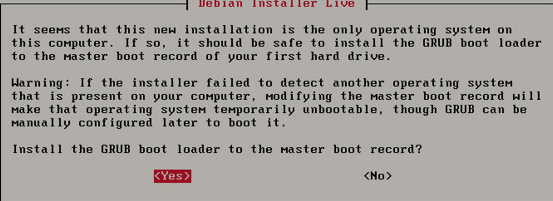 Debian Installer Live
It seems that this new installation is the only operating system on
this computer. If so, it should be safe to install the GRUB boot loader
to the master boot record of your first hard drive.
Warning: If the installer failed to detect another operating system
that is present on your computer, modifying the master boot record will
make that operating system temporarily unbootable, though GRUB can be
manually configured later to boot it.
Install the GRUB boot loader to the master boot record?
<Yes> <No>